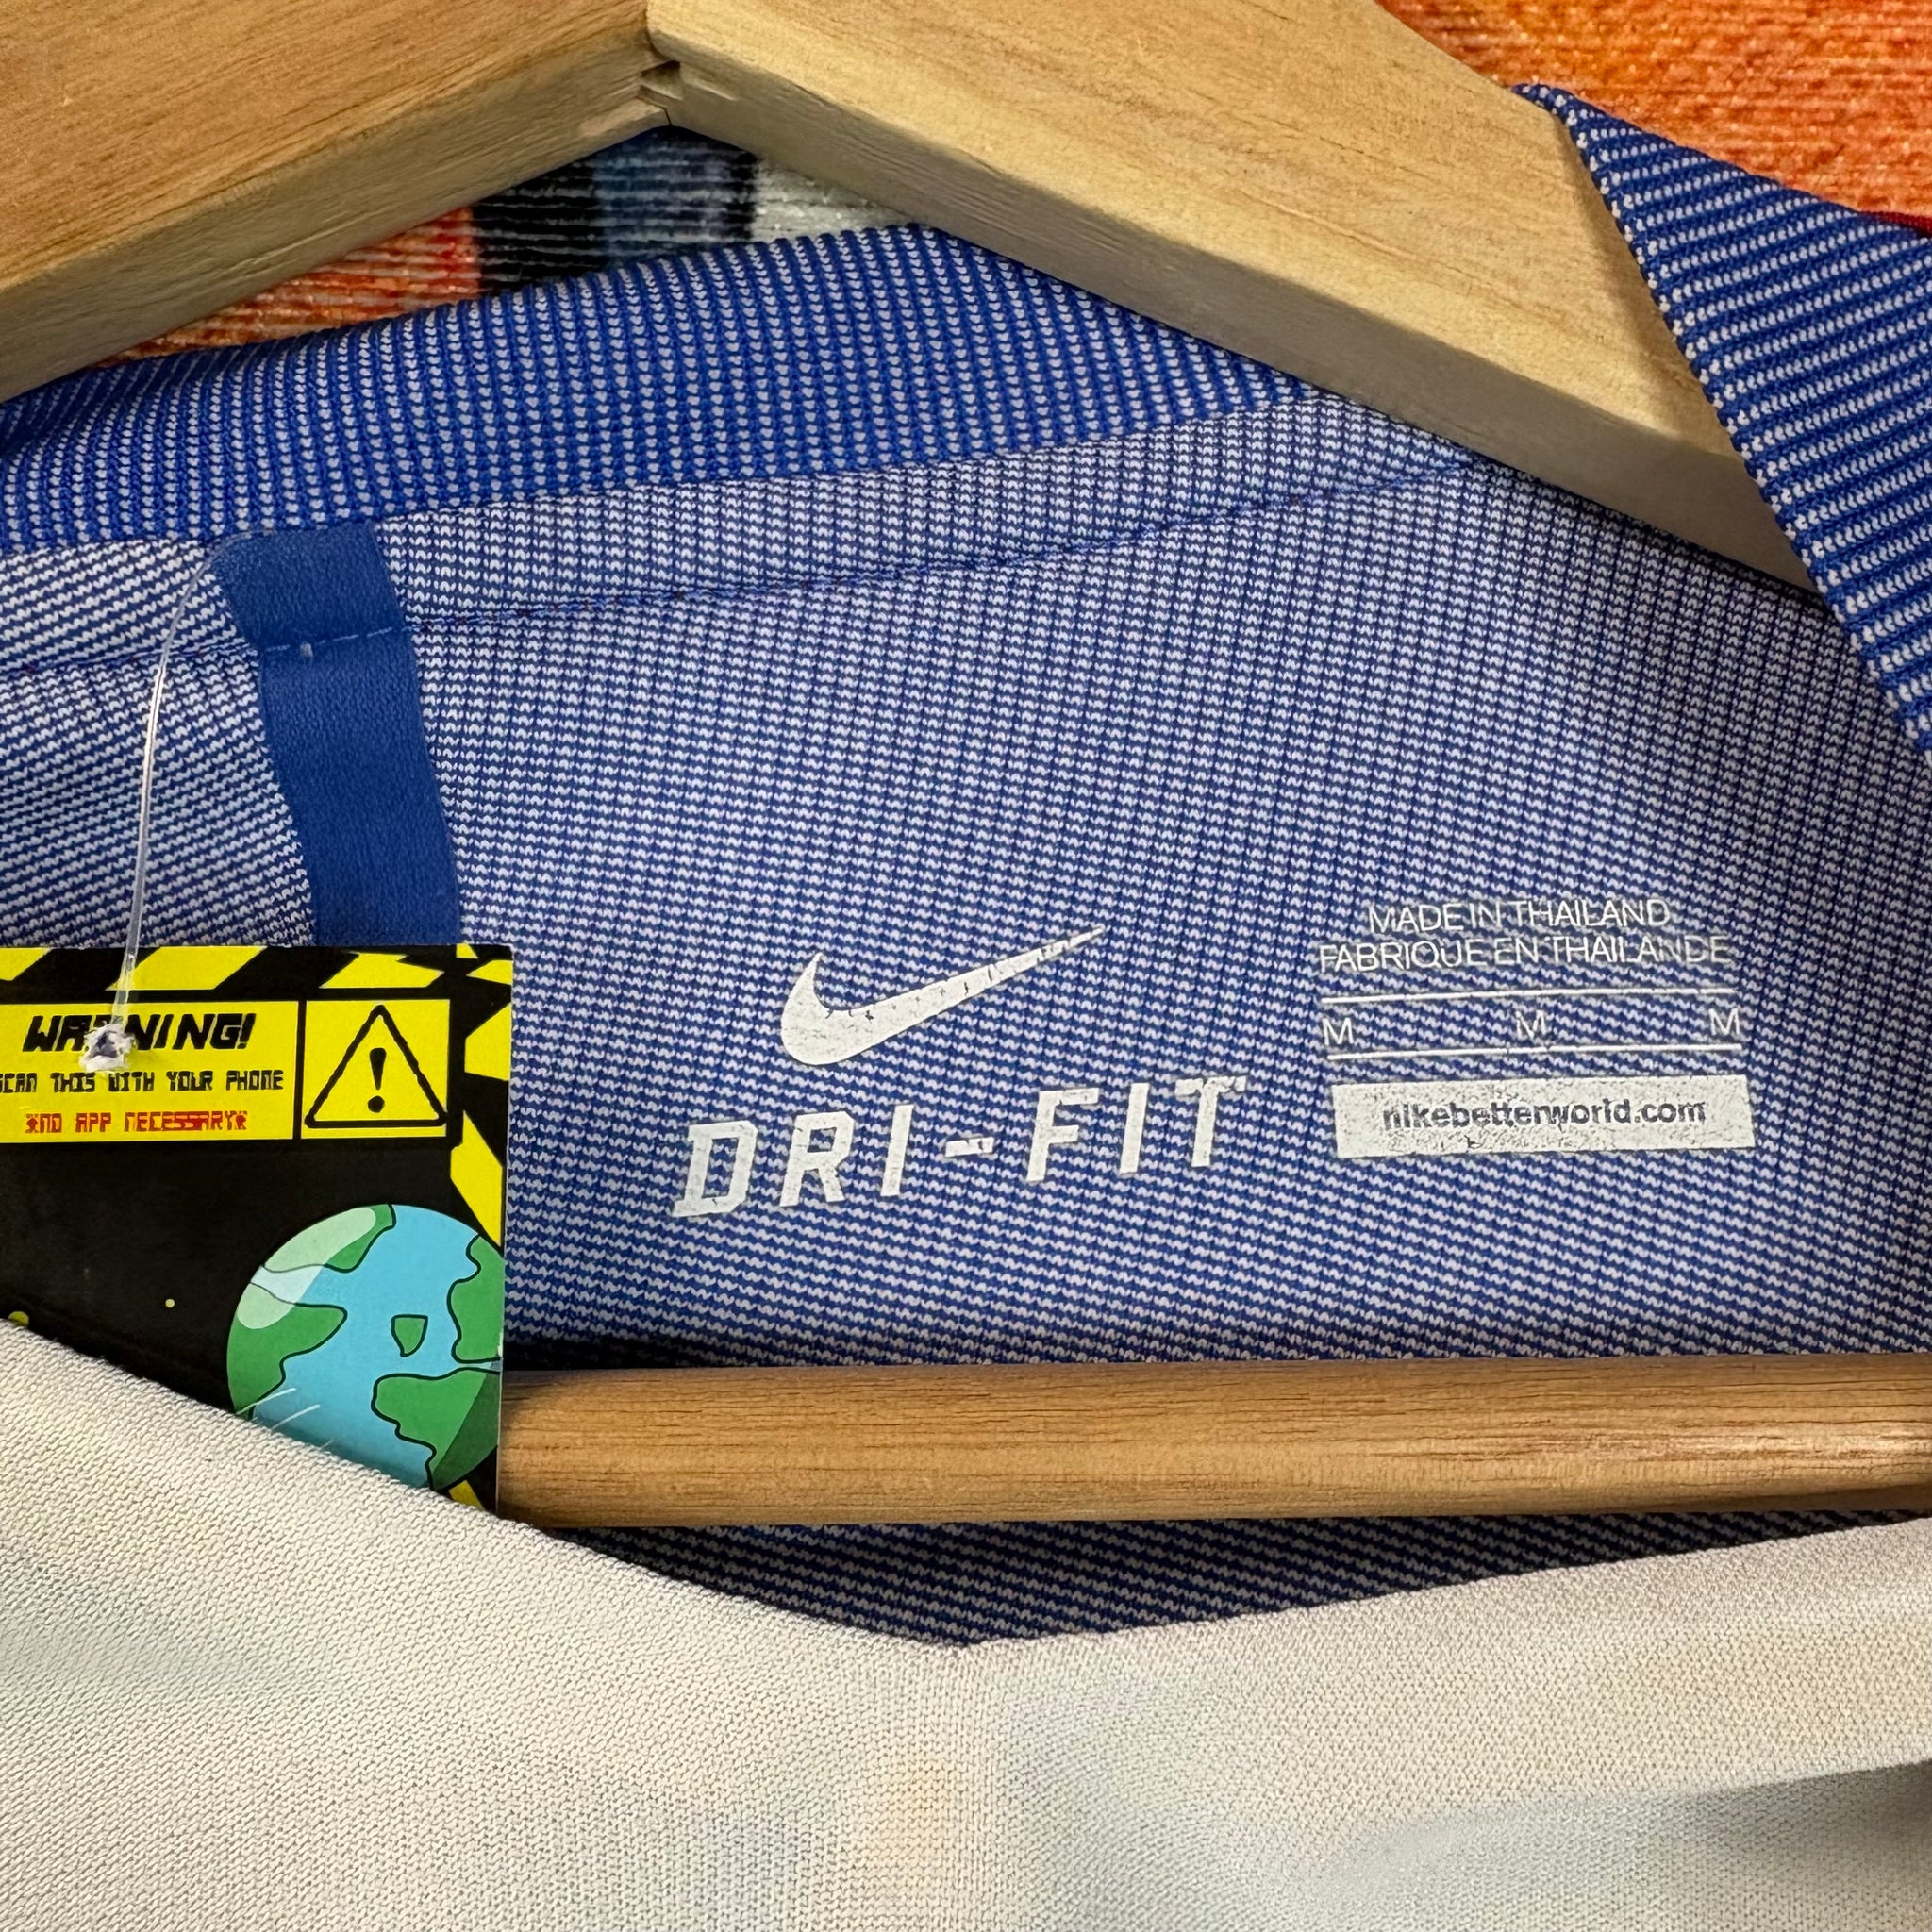 MADE IN THAILAND
FABRIQUE EN THAILANDE
M M M
nikebetterworld.com
DRI-FIT
WARNING!
SCAN THIS WITH YOUR PHONE
*NO APP NECESSARY*